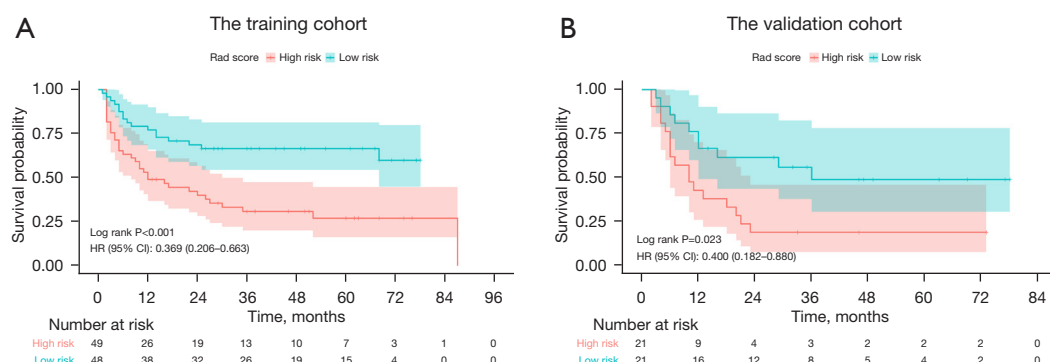 A
The training cohort
Rad score High risk Low risk
Survival probability
1.00
0.75
0.50
0.25
0.00
Log rank P<0.001
HR (95% CI): 0.369 (0.206–0.663)
0 12 24 36 48 60 72 84 96
Time, months
Number at risk
High risk 49 26 19 13 10 7 3 1 0
Low risk 48 38 32 26 19 15 4 0 0
B
The validation cohort
Rad score High risk Low risk
Survival probability
1.00
0.75
0.50
0.25
0.00
Log rank P=0.023
HR (95% CI): 0.400 (0.182–0.880)
0 12 24 36 48 60 72 84
Time, months
Number at risk
High risk 21 9 4 3 2 2 2 0
Low risk 21 16 12 8 5 4 2 0